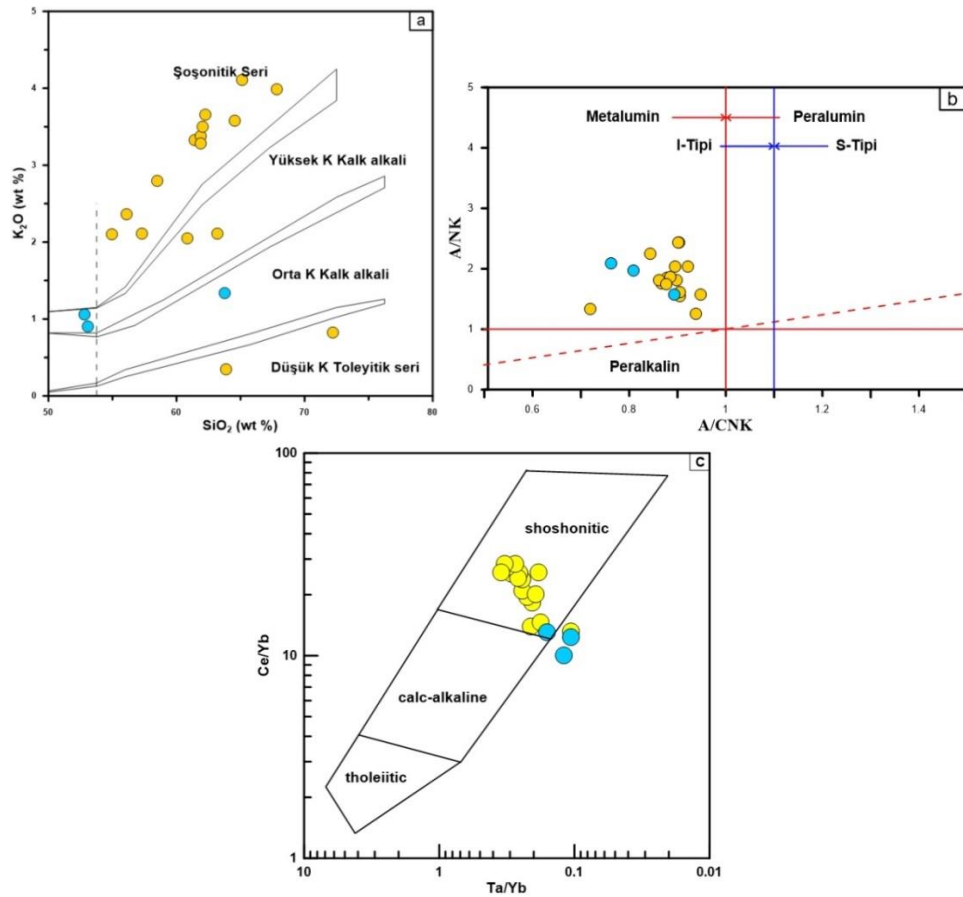 a
5
4
3
2
1
0
K₂O (wt %)
Şoşonitik Seri
Yüksek K Kalk alkali
Orta K Kalk alkali
Düşük K Toleyitik seri
50 60 70 80
SiO₂ (wt %)
b
5
4
3
2
1
0
A/NK
Metalumin Peralumin
I-Tipi S-Tipi
Peralkalin
0.6 0.8 1 1.2 1.4
A/CNK
c
100
10
1
Ce/Yb
shoshonitic
calc-alkaline
tholeiitic
10 1 0.1 0.01
Ta/Yb